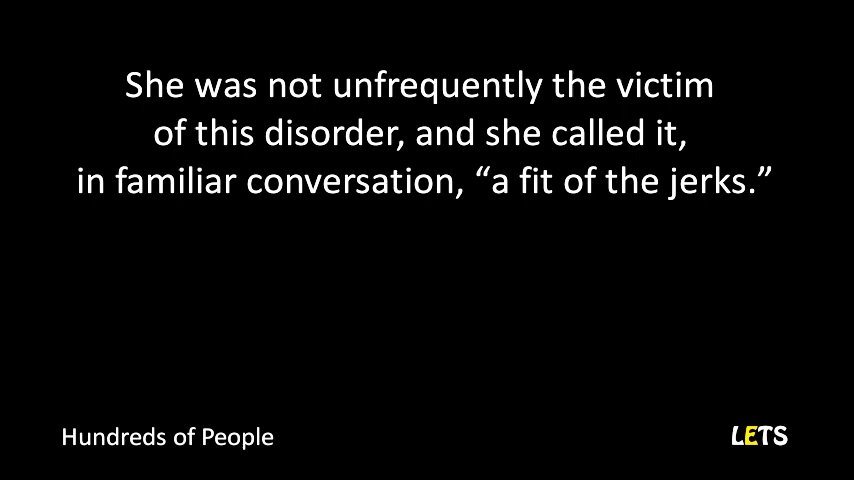 She was not unfrequently the victim
of this disorder, and she called it,
in familiar conversation, “a fit of the jerks.”
Hundreds of People
LETS